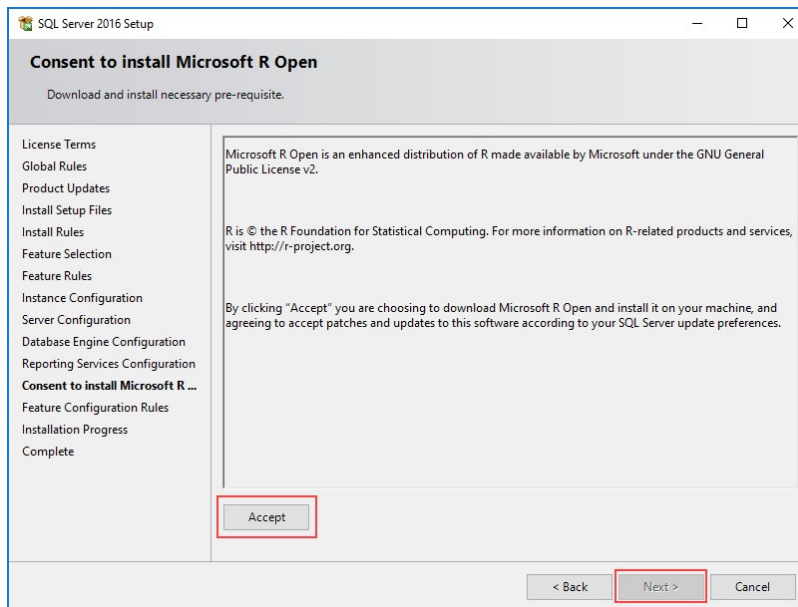 SQL Server 2016 Setup
Consent to install Microsoft R Open
Download and install necessary pre-requisite.
License Terms
Global Rules
Product Updates
Install Setup Files
Install Rules
Feature Selection
Feature Rules
Instance Configuration
Server Configuration
Database Engine Configuration
Reporting Services Configuration
Consent to install Microsoft R ...
Feature Configuration Rules
Installation Progress
Complete
Microsoft R Open is an enhanced distribution of R made available by Microsoft under the GNU General
Public License v2.
R is © the R Foundation for Statistical Computing. For more information on R-related products and services,
visit http://r-project.org.
By clicking “Accept” you are choosing to download Microsoft R Open and install it on your machine, and
agreeing to accept patches and updates to this software according to your SQL Server update preferences.
Accept
< Back
Next >
Cancel